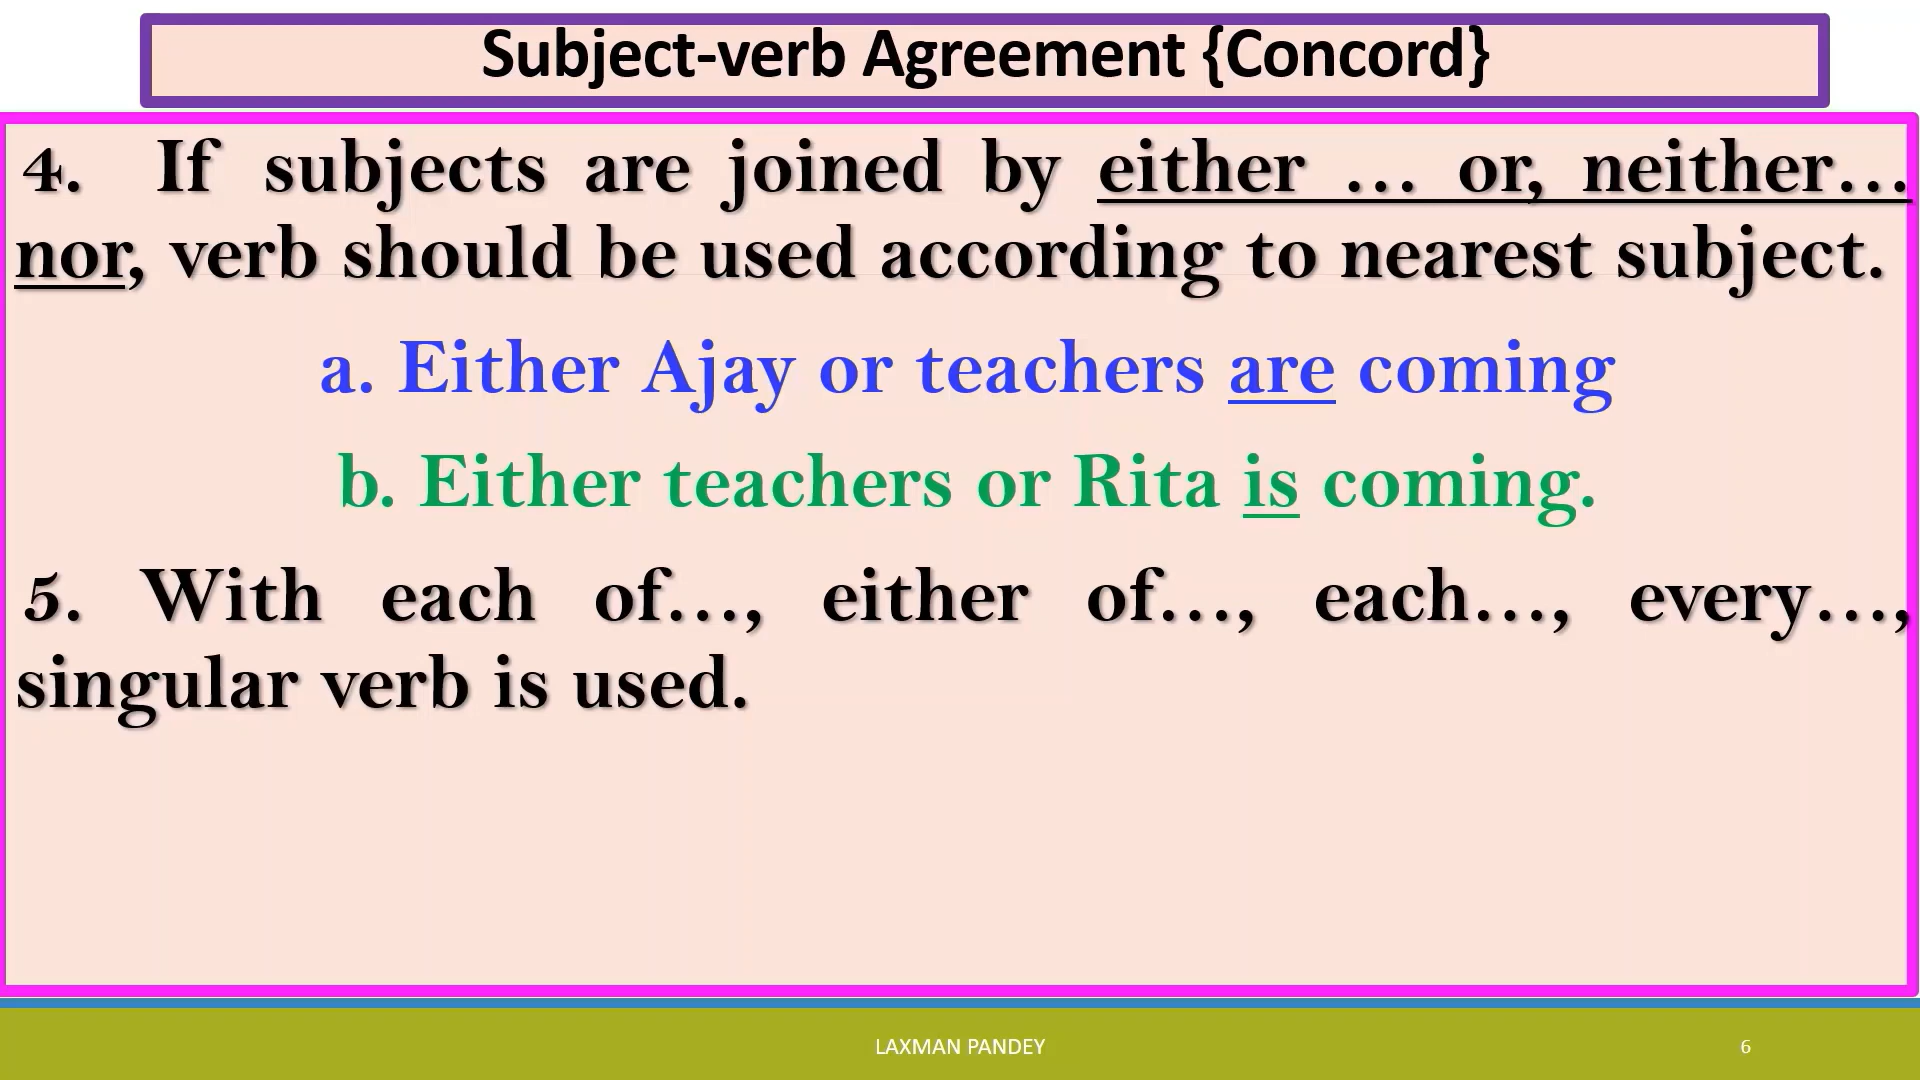 Subject-verb Agreement {Concord}
4. If subjects are joined by either … or, neither…
nor, verb should be used according to nearest subject.
a. Either Ajay or teachers are coming
b. Either teachers or Rita is coming.
5. With each of…, either of…, each…, every…,
singular verb is used.
LAXMAN PANDEY
6